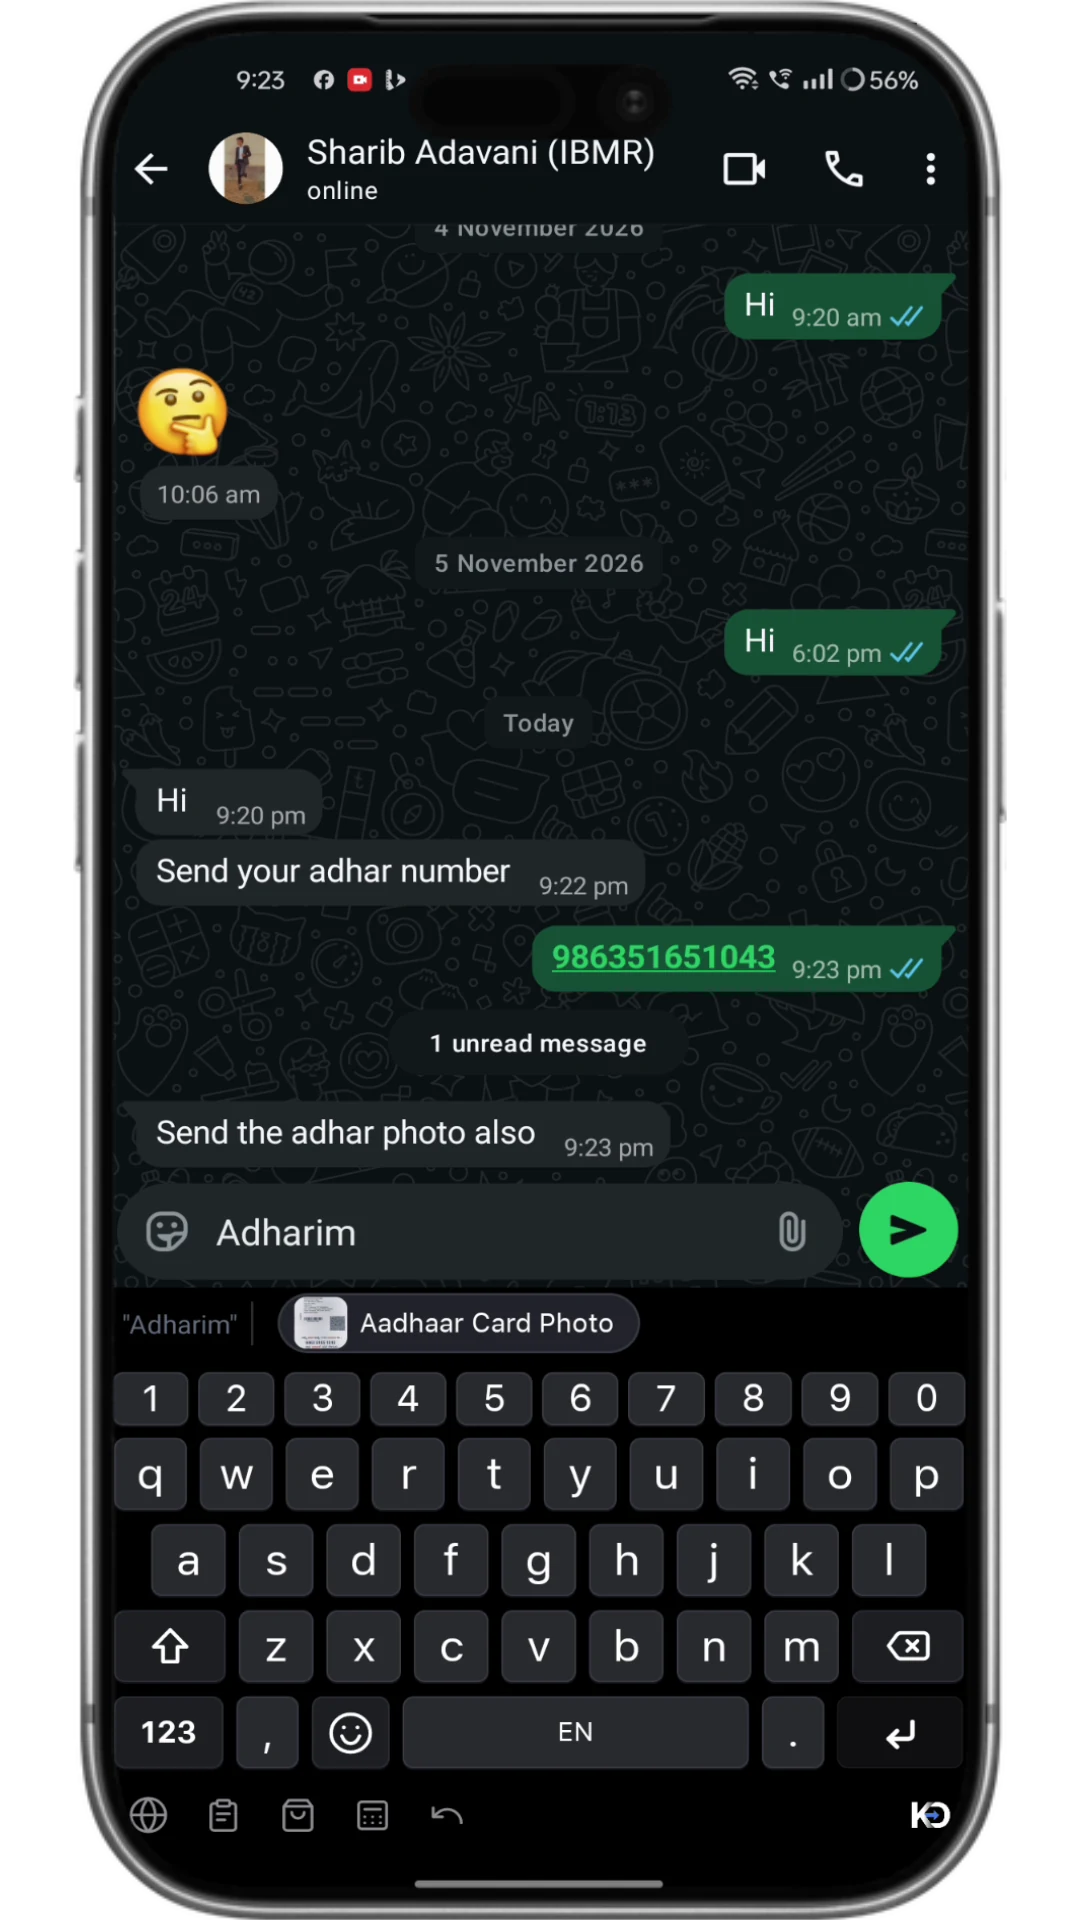 9:23
56%
Sharib Adavani (IBMR)
online
4 November 2026
Hi 9:20 am
10:06 am
5 November 2026
Hi 6:02 pm
Today
Hi 9:20 pm
Send your adhar number 9:22 pm
986351651043 9:23 pm
1 unread message
Send the adhar photo also 9:23 pm
Adharim
"Adharim" Aadhaar Card Photo
1 2 3 4 5 6 7 8 9 0
q w e r t y u i o p
a s d f g h j k l
z x c v b n m
123 , EN .
KO